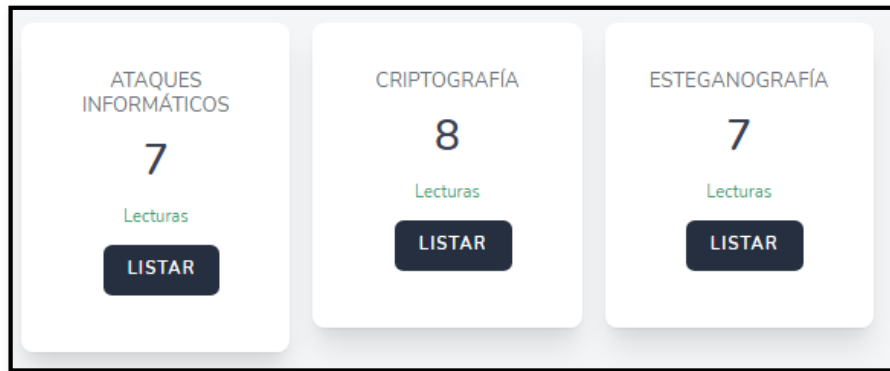 ATAQUES
INFORMÁTICOS
7
Lecturas
LISTAR
CRIPTOGRAFÍA
8
Lecturas
LISTAR
ESTEGANOGRAFÍA
7
Lecturas
LISTAR